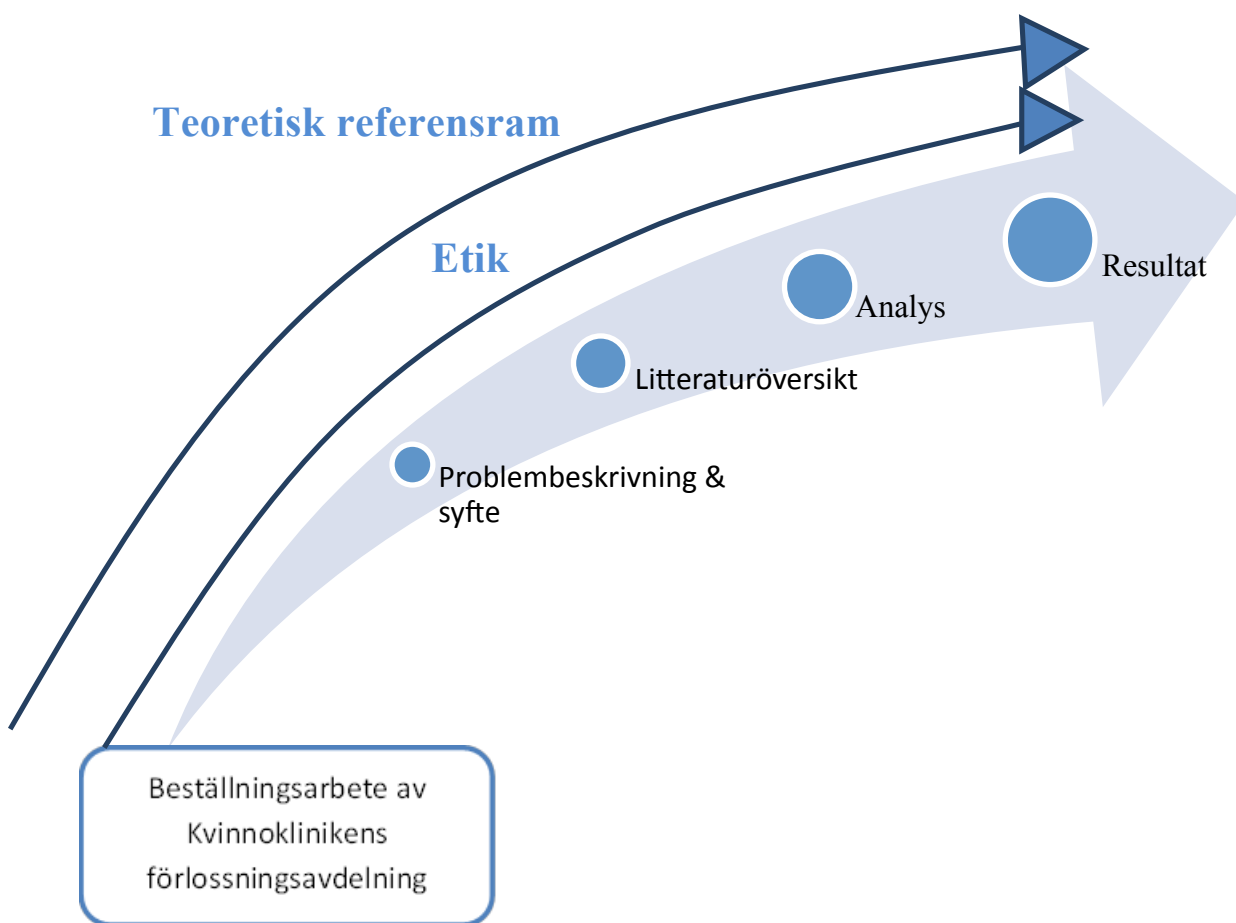 Teoretisk referensram
Etik
Resultat
Analys
Litteraturöversikt
Problembeskrivning &
syfte
Beställningsarbete av
Kvinnoklinikens
förlossningsavdelning